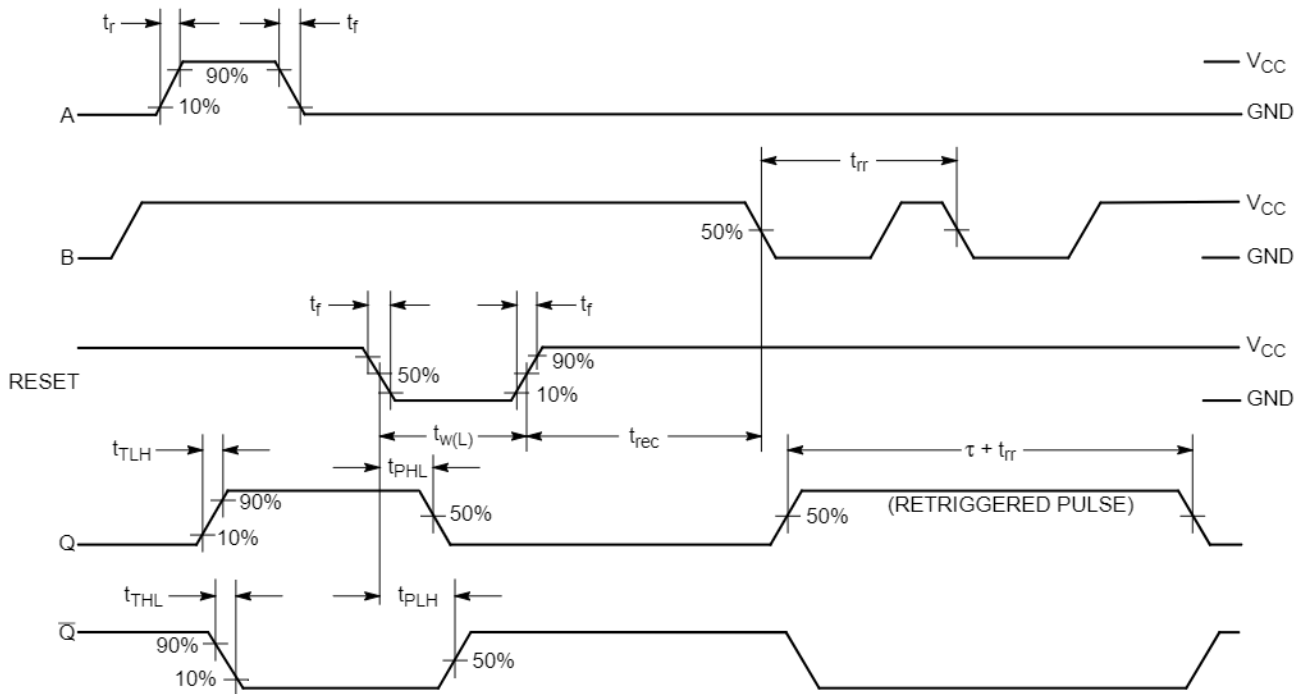 tr
tf
90%
10%
A
VCC
GND
trr
50%
B
VCC
GND
tf
tf
50%
90%
10%
RESET
VCC
GND
tTLH
tw(L)
trec
tPHL
τ + trr
90%
10%
50%
50%
(RETRIGGERED PULSE)
Q
tTHL
tPLH
Q̅
90%
10%
50%